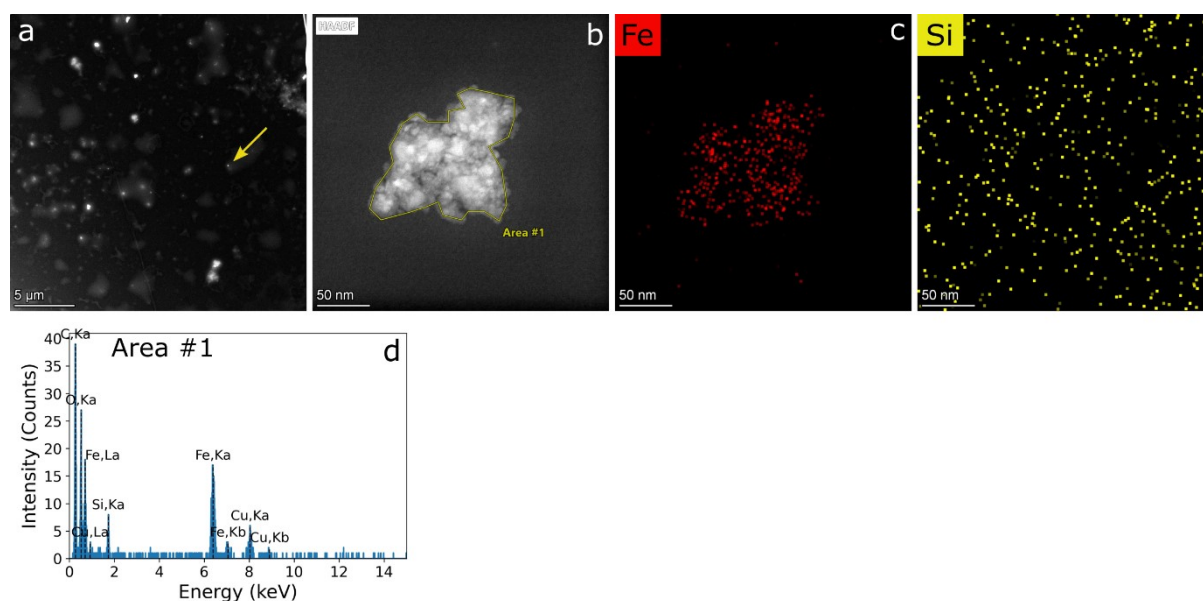 a
5 µm
HAADF
b
Area #1
50 nm
Fe
c
50 nm
Si
50 nm
Area #1
d
Intensity (Counts)
40
35
30
25
20
15
10
5
0
C,Ka
O,Ka
Fe,La
Si,Ka
Cu,La
Fe,Ka
Fe,Kb
Cu,Ka
Cu,Kb
0 2 4 6 8 10 12 14
Energy (keV)